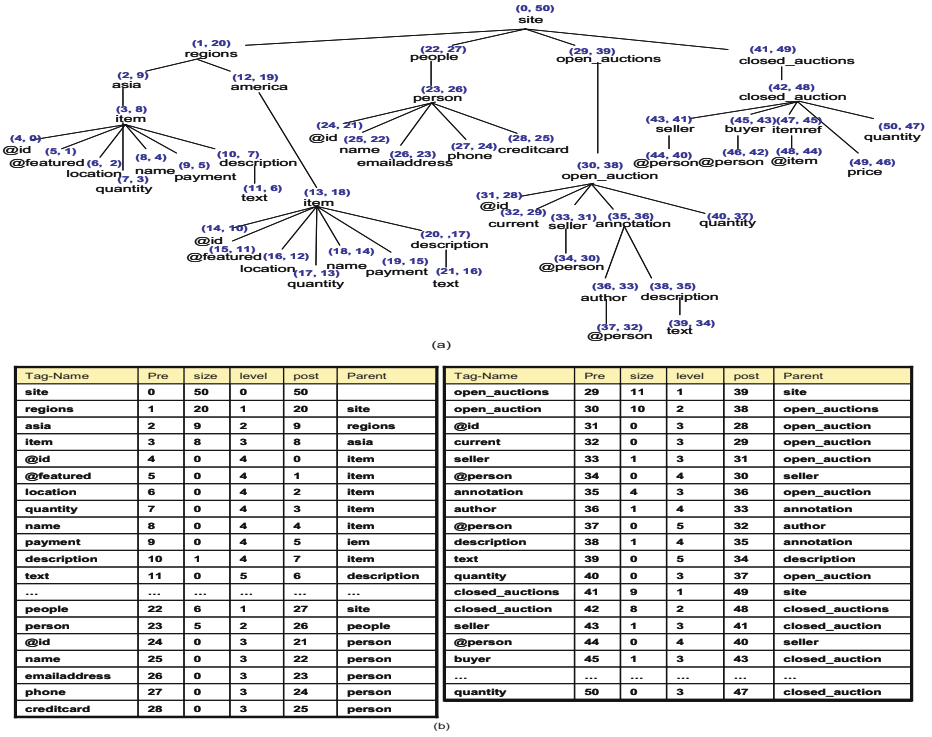 (0, 50)
site
(1, 20)
regions
(22, 27)
people
(29, 39)
open_auctions
(41, 49)
closed_auctions
(2, 9)
asia
(12, 19)
america
(23, 26)
person
(42, 48)
closed_auction
(3, 8)
item
(4, 0)
@id
(5, 1)
@featured
(6, 2)
location
(7, 3)
quantity
(8, 4)
name
(9, 5)
payment
(10, 7)
description
(11, 6)
text
(24, 21)
@id
(25, 22)
name
(26, 23)
emailaddress
(27, 24)
phone
(28, 25)
creditcard
(43, 41)
seller
(45, 43)
buyer
(47, 45)
itemref
(50, 47)
quantity
(44, 40)
@person
(46, 42)
@person
(48, 44)
@item
(49, 46)
price
(30, 38)
open_auction
(13, 18)
item
(14, 10)
@id
(15, 11)
@featured
(16, 12)
location
(17, 13)
quantity
(18, 14)
name
(19, 15)
payment
(20, ,17)
description
(21, 16)
text
(31, 28)
@id
(32, 29)
current
(33, 31)
seller
(35, 36)
annotation
(40, 37)
quantity
(34, 30)
@person
(36, 33)
author
(38, 35)
description
(37, 32)
@person
(39, 34)
text
(a)
Tag-Name Pre size level post Parent
site 0 50 0 50
regions 1 20 1 20 site
asia 2 9 2 9 regions
item 3 8 3 8 asia
@id 4 0 4 0 item
@featured 5 0 4 1 item
location 6 0 4 2 item
quantity 7 0 4 3 item
name 8 0 4 4 item
payment 9 0 4 5 iem
description 10 1 4 7 item
text 11 0 5 6 description
... ... ... ... ... ...
people 22 6 1 27 site
person 23 5 2 26 people
@id 24 0 3 21 person
name 25 0 3 22 person
emailaddress 26 0 3 23 person
phone 27 0 3 24 person
creditcard 28 0 3 25 person
Tag-Name Pre size level post Parent
open_auctions 29 11 1 39 site
open_auction 30 10 2 38 open_auctions
@id 31 0 3 28 open_auction
current 32 0 3 29 open_auction
seller 33 1 3 31 open_auction
@person 34 0 4 30 seller
annotation 35 4 3 36 open_auction
author 36 1 4 33 annotation
@person 37 0 5 32 author
description 38 1 4 35 annotation
text 39 0 5 34 description
quantity 40 0 3 37 open_auction
closed_auctions 41 9 1 49 site
closed_auction 42 8 2 48 closed_auctions
seller 43 1 3 41 closed_auction
@person 44 0 4 40 seller
buyer 45 1 3 43 closed_auction
... ... ... ... ... ...
quantity 50 0 3 47 closed_auction
(b)